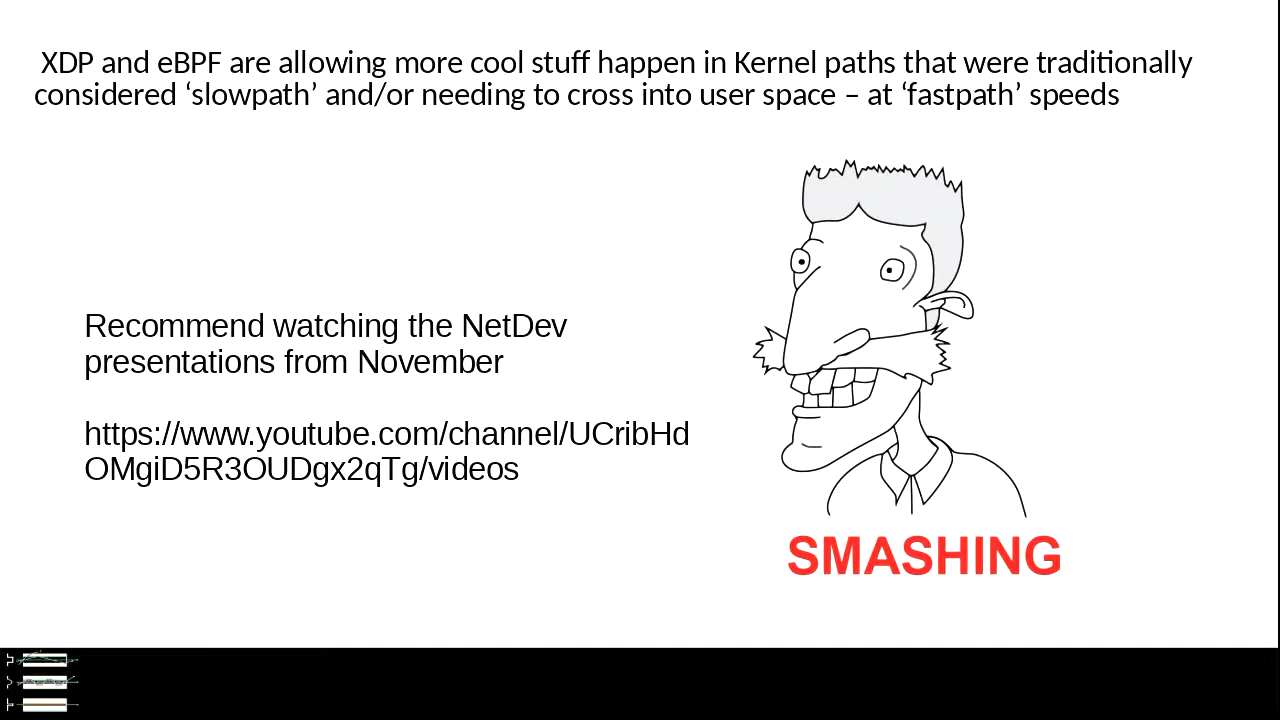 XDP and eBPF are allowing more cool stuff happen in Kernel paths that were traditionally
considered ‘slowpath’ and/or needing to cross into user space – at ‘fastpath’ speeds
Recommend watching the NetDev
presentations from November
https://www.youtube.com/channel/UCribHd
OMgiD5R3OUDgx2qTg/videos
SMASHING